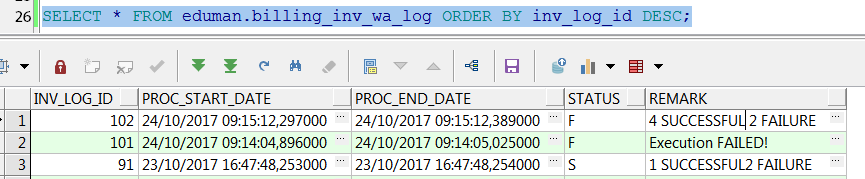 26 SELECT * FROM eduman.billing_inv_wa_log ORDER BY inv_log_id DESC;
INV_LOG_ID PROC_START_DATE PROC_END_DATE STATUS REMARK
1 102 24/10/2017 09:15:12,297000 ... 24/10/2017 09:15:12,389000 ... F 4 SUCCESSFUL 2 FAILURE
2 101 24/10/2017 09:14:04,896000 ... 24/10/2017 09:14:05,025000 ... F Execution FAILED!
3 91 23/10/2017 16:47:48,253000 ... 23/10/2017 16:47:48,254000 ... S 1 SUCCESSFUL2 FAILURE